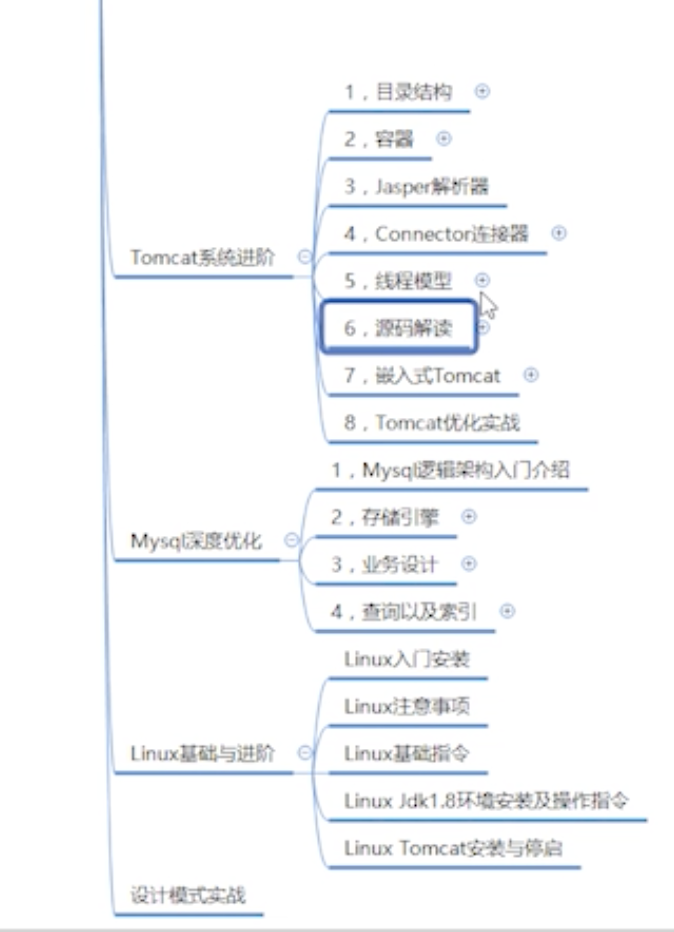 Tomcat系统进阶
1，目录结构
2，容器
3，Jasper解析器
4，Connector连接器
5，线程模型
6，源码解读
7，嵌入式Tomcat
8，Tomcat优化实战
Mysql深度优化
1，Mysql逻辑架构入门介绍
2，存储引擎
3，业务设计
4，查询以及索引
Linux基础与进阶
Linux入门安装
Linux注意事项
Linux基础指令
Linux Jdk1.8环境安装及操作指令
Linux Tomcat安装与停启
设计模式实战